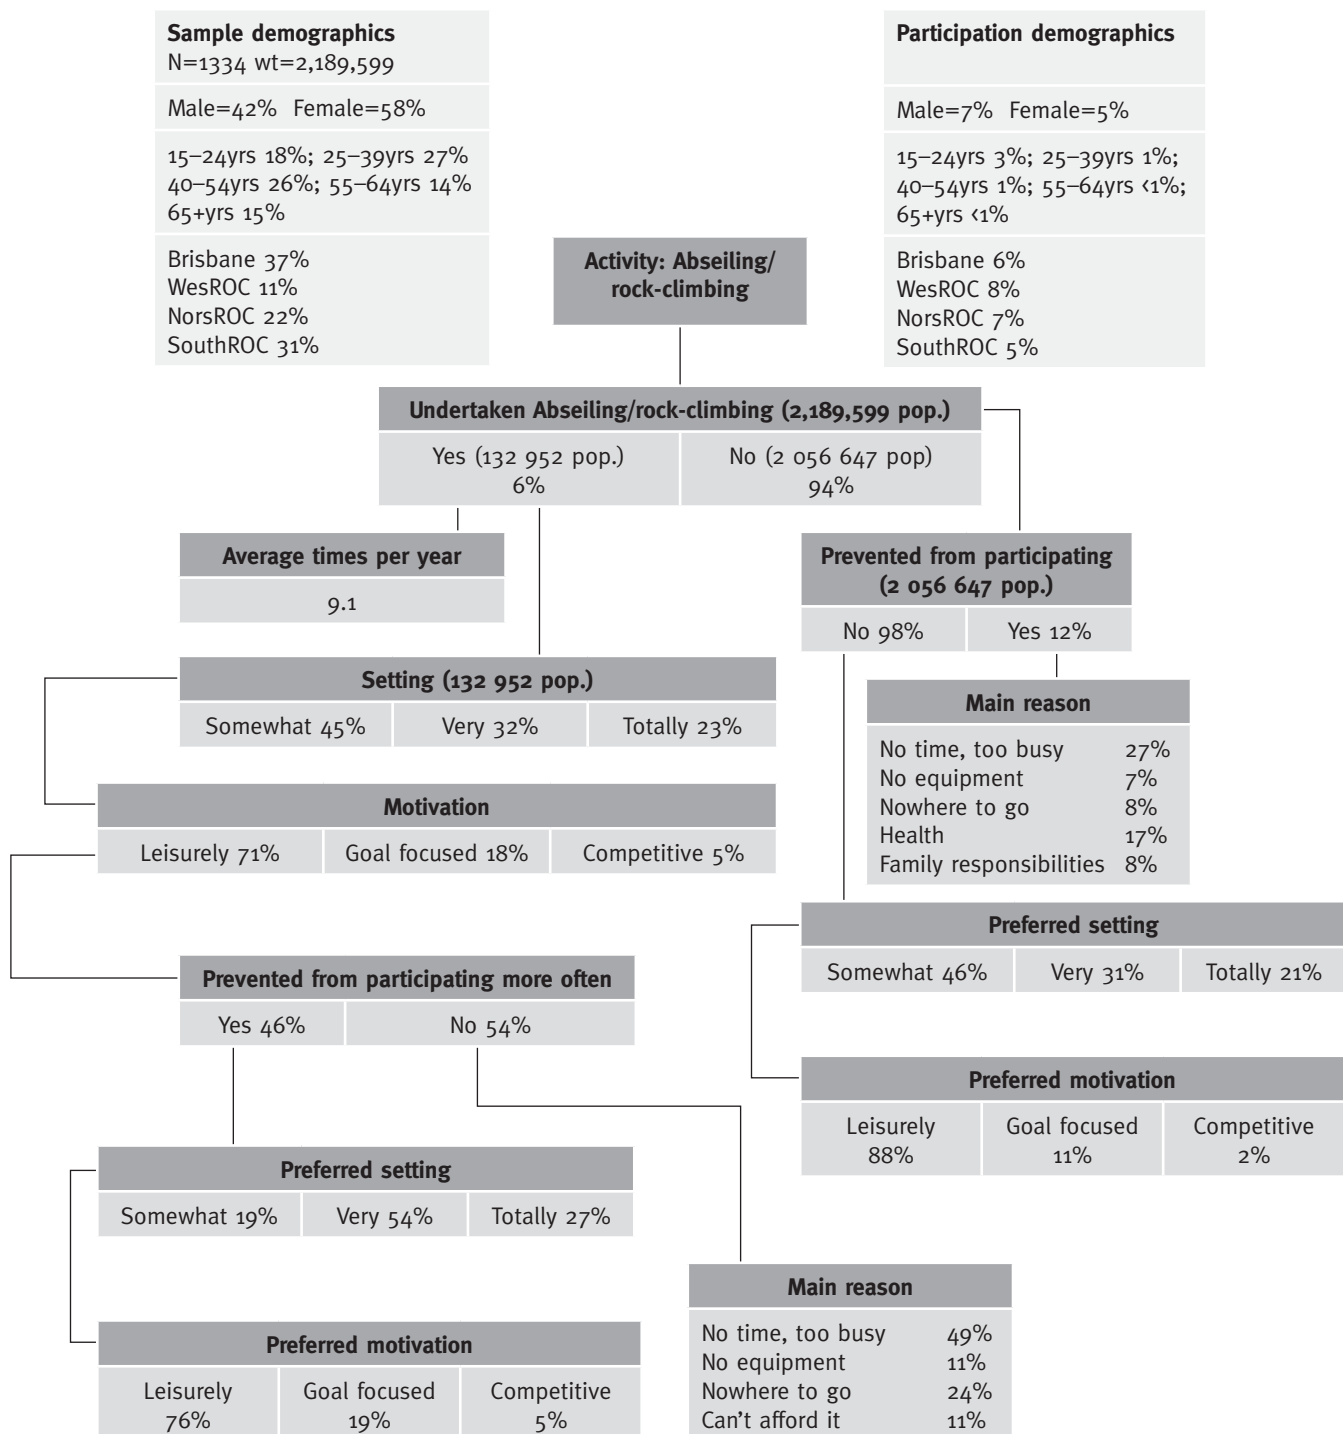 Sample demographics
N=1334 wt=2,189,599
Male=42% Female=58%
15–24yrs 18%; 25–39yrs 27%
40–54yrs 26%; 55–64yrs 14%
65+yrs 15%
Brisbane 37%
WesROC 11%
NorsROC 22%
SouthROC 31%
Participation demographics
Male=7% Female=5%
15–24yrs 3%; 25–39yrs 1%;
40–54yrs 1%; 55–64yrs <1%;
65+yrs <1%
Brisbane 6%
WesROC 8%
NorsROC 7%
SouthROC 5%
Activity: Abseiling/
rock-climbing
Undertaken Abseiling/rock-climbing (2,189,599 pop.)
Yes (132 952 pop.)
6%
No (2 056 647 pop)
94%
Average times per year
9.1
Prevented from participating
(2 056 647 pop.)
No 98%
Yes 12%
Setting (132 952 pop.)
Somewhat 45%
Very 32%
Totally 23%
Main reason
No time, too busy 27%
No equipment 7%
Nowhere to go 8%
Health 17%
Family responsibilities 8%
Motivation
Leisurely 71%
Goal focused 18%
Competitive 5%
Preferred setting
Somewhat 46%
Very 31%
Totally 21%
Prevented from participating more often
Yes 46%
No 54%
Preferred motivation
Leisurely
88%
Goal focused
11%
Competitive
2%
Preferred setting
Somewhat 19%
Very 54%
Totally 27%
Main reason
No time, too busy 49%
No equipment 11%
Nowhere to go 24%
Can't afford it 11%
Preferred motivation
Leisurely
76%
Goal focused
19%
Competitive
5%